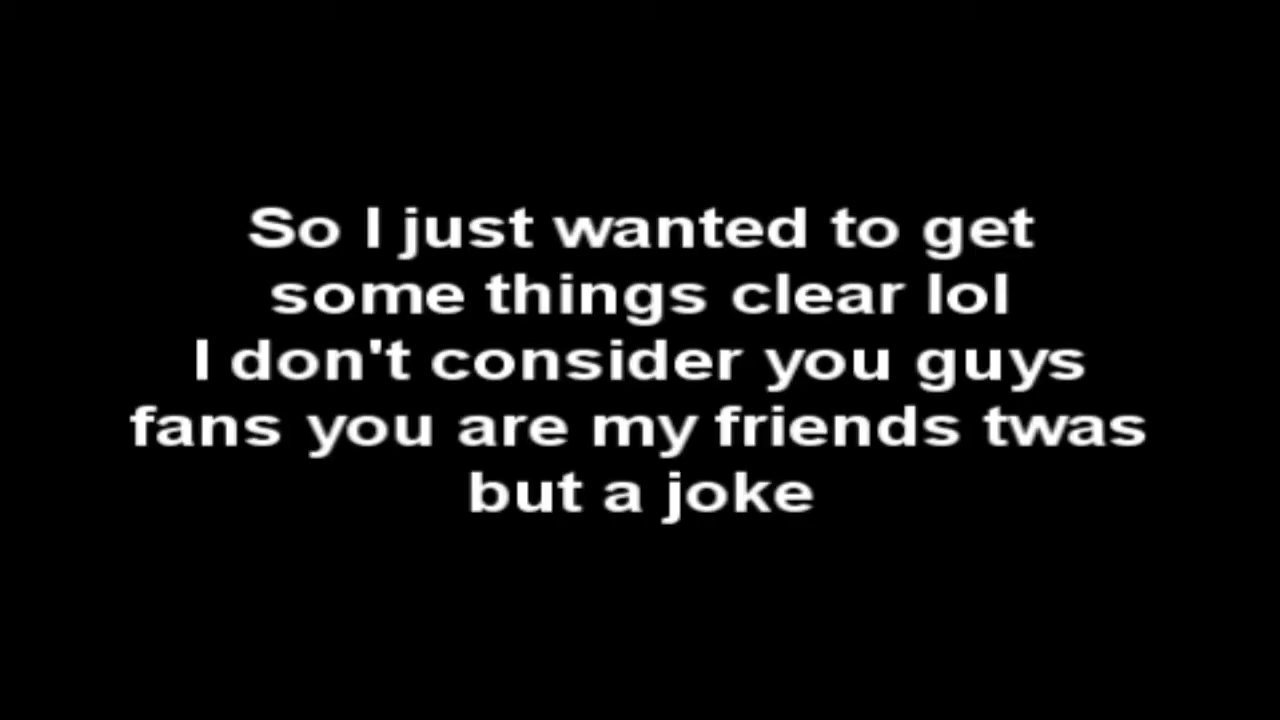 So I just wanted to get
some things clear lol
I don't consider you guys
fans you are my friends twas
but a joke